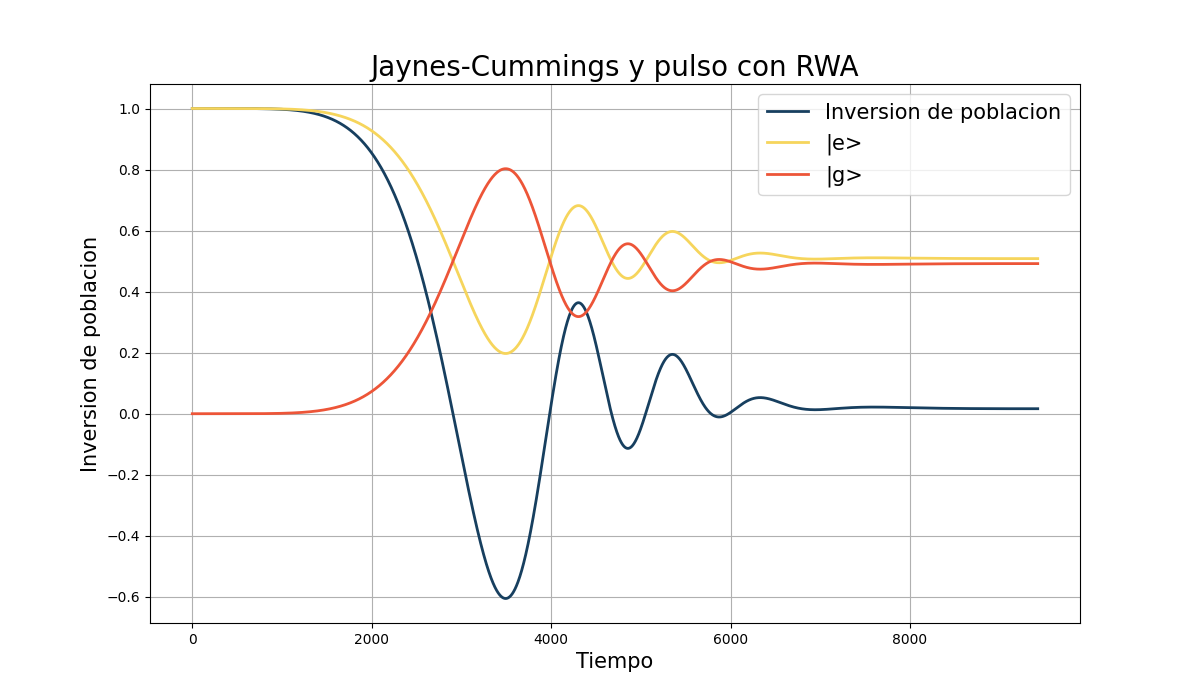 Jaynes-Cummings y pulso con RWA
Inversion de poblacion
|e>
|g>
Inversion de poblacion
1.0
0.8
0.6
0.4
0.2
0.0
−0.2
−0.4
−0.6
0 2000 4000 6000 8000
Tiempo